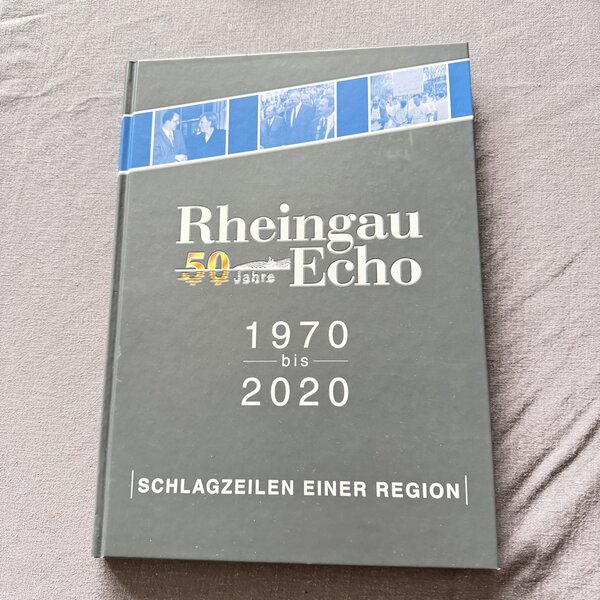 Rheingau
50 Jahre Echo
1970
bis
2020
SCHLAGZEILEN EINER REGION